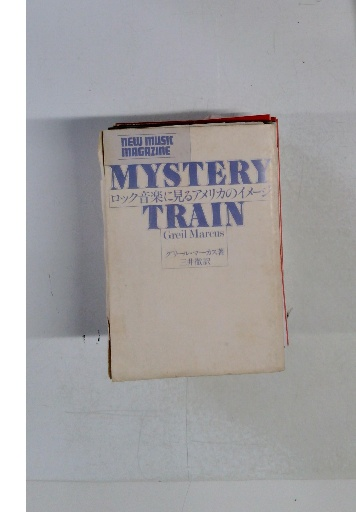 NEW MUSIC
MAGAZINE
MYSTERY
ロック音楽に見るアメリカのイメージ
TRAIN
Greil Marcus
グリール・マーカス著
三井徹訳